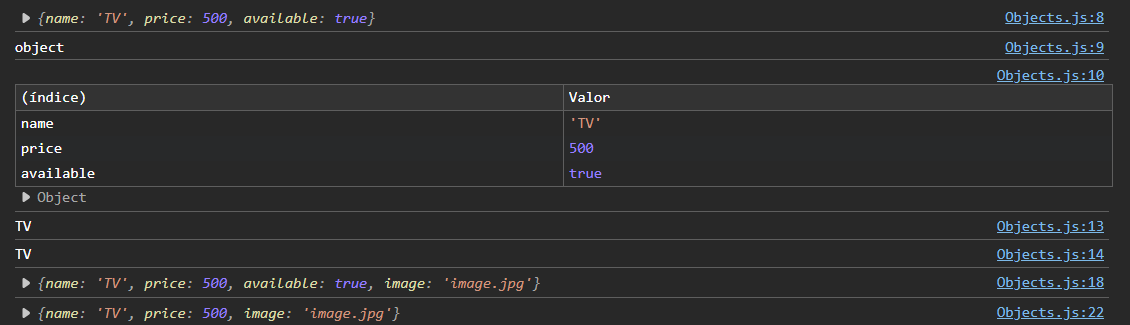 {name: 'TV', price: 500, available: true} Objects.js:8
object Objects.js:9
Objects.js:10
(índice) Valor
name 'TV'
price 500
available true
Object
TV Objects.js:13
TV Objects.js:14
{name: 'TV', price: 500, available: true, image: 'image.jpg'} Objects.js:18
{name: 'TV', price: 500, image: 'image.jpg'} Objects.js:22